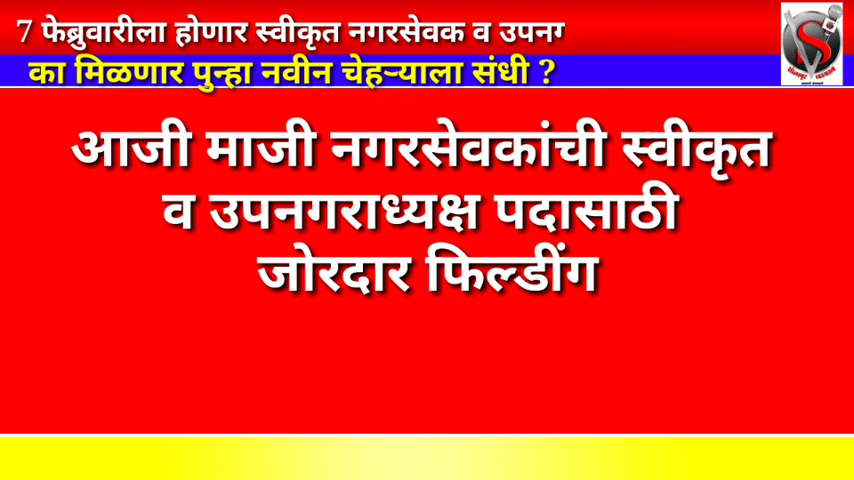 7 फेब्रुवारीला होणार स्वीकृत नगरसेवक व उपनग
का मिळणार पुन्हा नवीन चेहऱ्याला संधी ?
आजी माजी नगरसेवकांची स्वीकृत
व उपनगराध्यक्ष पदासाठी
जोरदार फिल्डींग